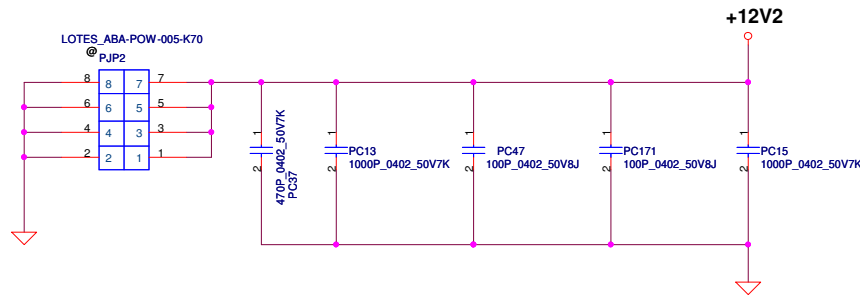 +12V2
LOTES_ABA-POW-005-K70
@
PJP2
8 8 7 7
6 6 5 5
4 4 3 3
2 2 1 1
1
2
470P_0402_50V7K
PC37
1
2
PC13
1000P_0402_50V7K
1
2
PC47
100P_0402_50V8J
1
2
PC171
100P_0402_50V8J
1
2
PC15
1000P_0402_50V7K